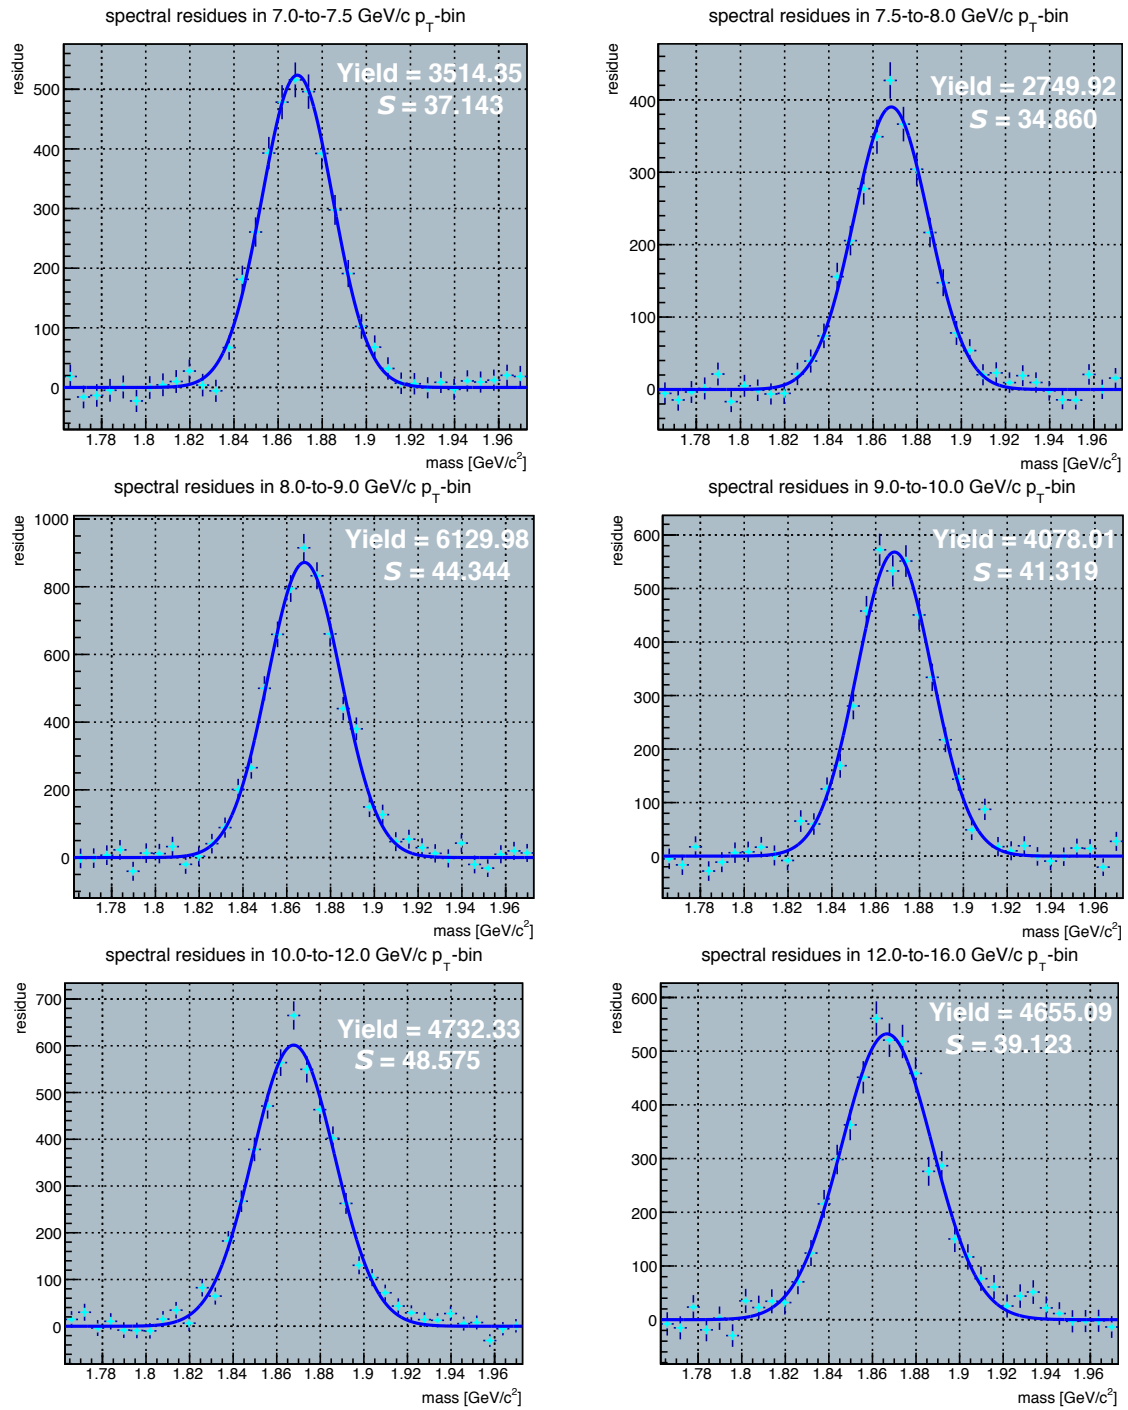 spectral residues in 7.0-to-7.5 GeV/c p_T-bin
residue
500
400
300
200
100
0
Yield = 3514.35
S = 37.143
1.78 1.8 1.82 1.84 1.86 1.88 1.9 1.92 1.94 1.96
mass [GeV/c²]
spectral residues in 7.5-to-8.0 GeV/c p_T-bin
residue
400
300
200
100
0
Yield = 2749.92
S = 34.860
1.78 1.8 1.82 1.84 1.86 1.88 1.9 1.92 1.94 1.96
mass [GeV/c²]
spectral residues in 8.0-to-9.0 GeV/c p_T-bin
residue
1000
800
600
400
200
0
Yield = 6129.98
S = 44.344
1.78 1.8 1.82 1.84 1.86 1.88 1.9 1.92 1.94 1.96
mass [GeV/c²]
spectral residues in 9.0-to-10.0 GeV/c p_T-bin
residue
600
500
400
300
200
100
0
Yield = 4078.01
S = 41.319
1.78 1.8 1.82 1.84 1.86 1.88 1.9 1.92 1.94 1.96
mass [GeV/c²]
spectral residues in 10.0-to-12.0 GeV/c p_T-bin
residue
700
600
500
400
300
200
100
0
Yield = 4732.33
S = 48.575
1.78 1.8 1.82 1.84 1.86 1.88 1.9 1.92 1.94 1.96
mass [GeV/c²]
spectral residues in 12.0-to-16.0 GeV/c p_T-bin
residue
600
500
400
300
200
100
0
Yield = 4655.09
S = 39.123
1.78 1.8 1.82 1.84 1.86 1.88 1.9 1.92 1.94 1.96
mass [GeV/c²]